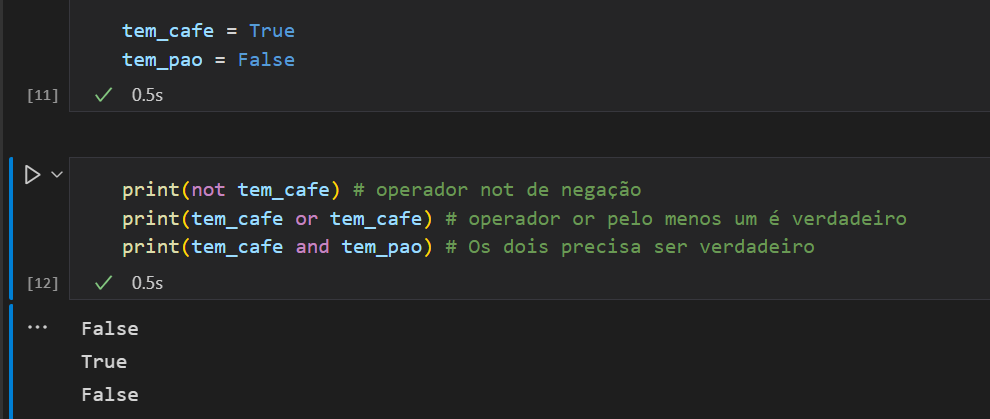 tem_cafe = True
tem_pao = False
[11]
0.5s
print(not tem_cafe) # operador not de negação
print(tem_cafe or tem_cafe) # operador or pelo menos um é verdadeiro
print(tem_cafe and tem_pao) # Os dois precisa ser verdadeiro
[12]
0.5s
False
True
False